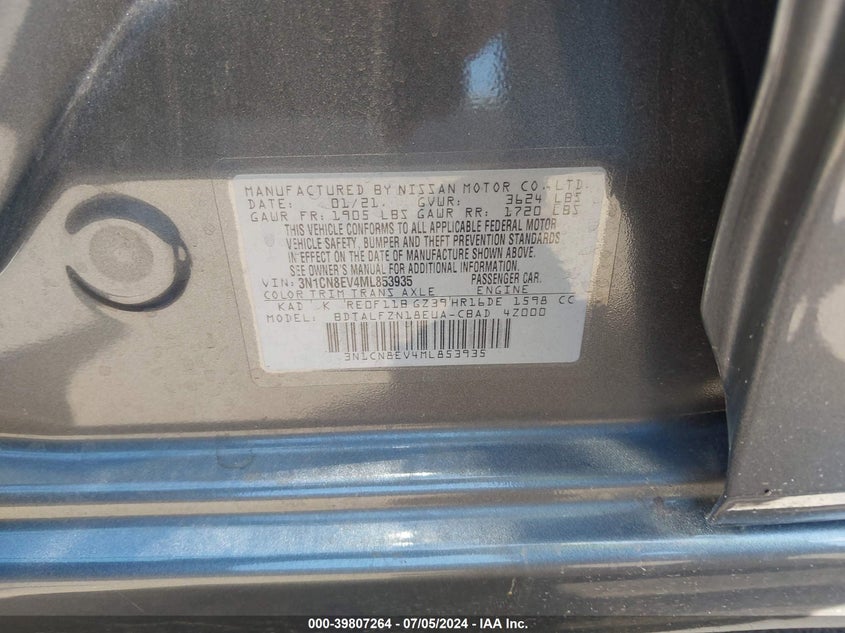 MANUFACTURED BY NISSAN MOTOR CO., LTD.
DATE: 01/21. GVWR: 3624 LBS
GAWR FR: 1905 LBS GAWR RR: 1720 LBS
THIS VEHICLE CONFORMS TO ALL APPLICABLE FEDERAL MOTOR
VEHICLE SAFETY, BUMPER AND THEFT PREVENTION STANDARDS
IN EFFECT ON THE DATE OF MANUFACTURE SHOWN ABOVE.
SEE OWNER'S MANUAL FOR ADDITIONAL INFORMATION.
VIN: 3N1CN8EV4ML853935 PASSENGER CAR.
COLOR TRIM TRANS AXLE ENGINE
KAD K RE0F11B GZ39 HR16DE 1598 CC
MODEL: BDTALFZN18EUA-CBAD 4Z000
3N1CN8EV4ML853935
000-39807264 / 07/05/2024 / IAA Inc.